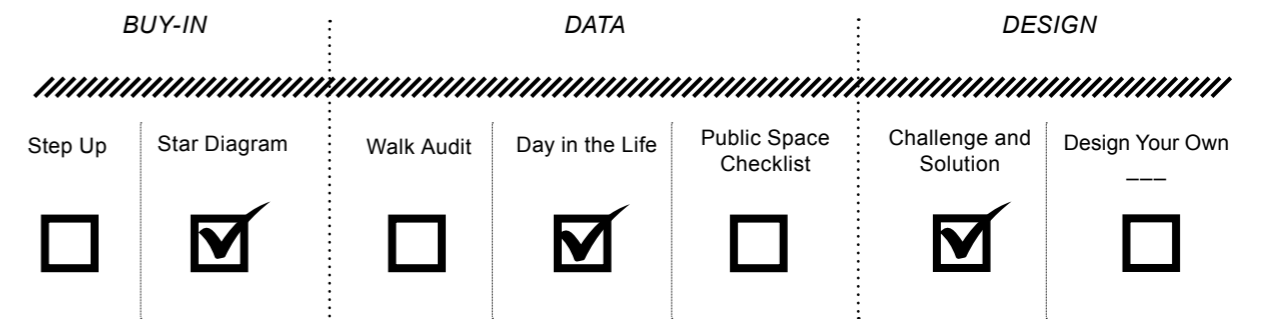 BUY-IN
DATA
DESIGN
Step Up
Star Diagram
Walk Audit
Day in the Life
Public Space
Checklist
Challenge and
Solution
Design Your Own
___